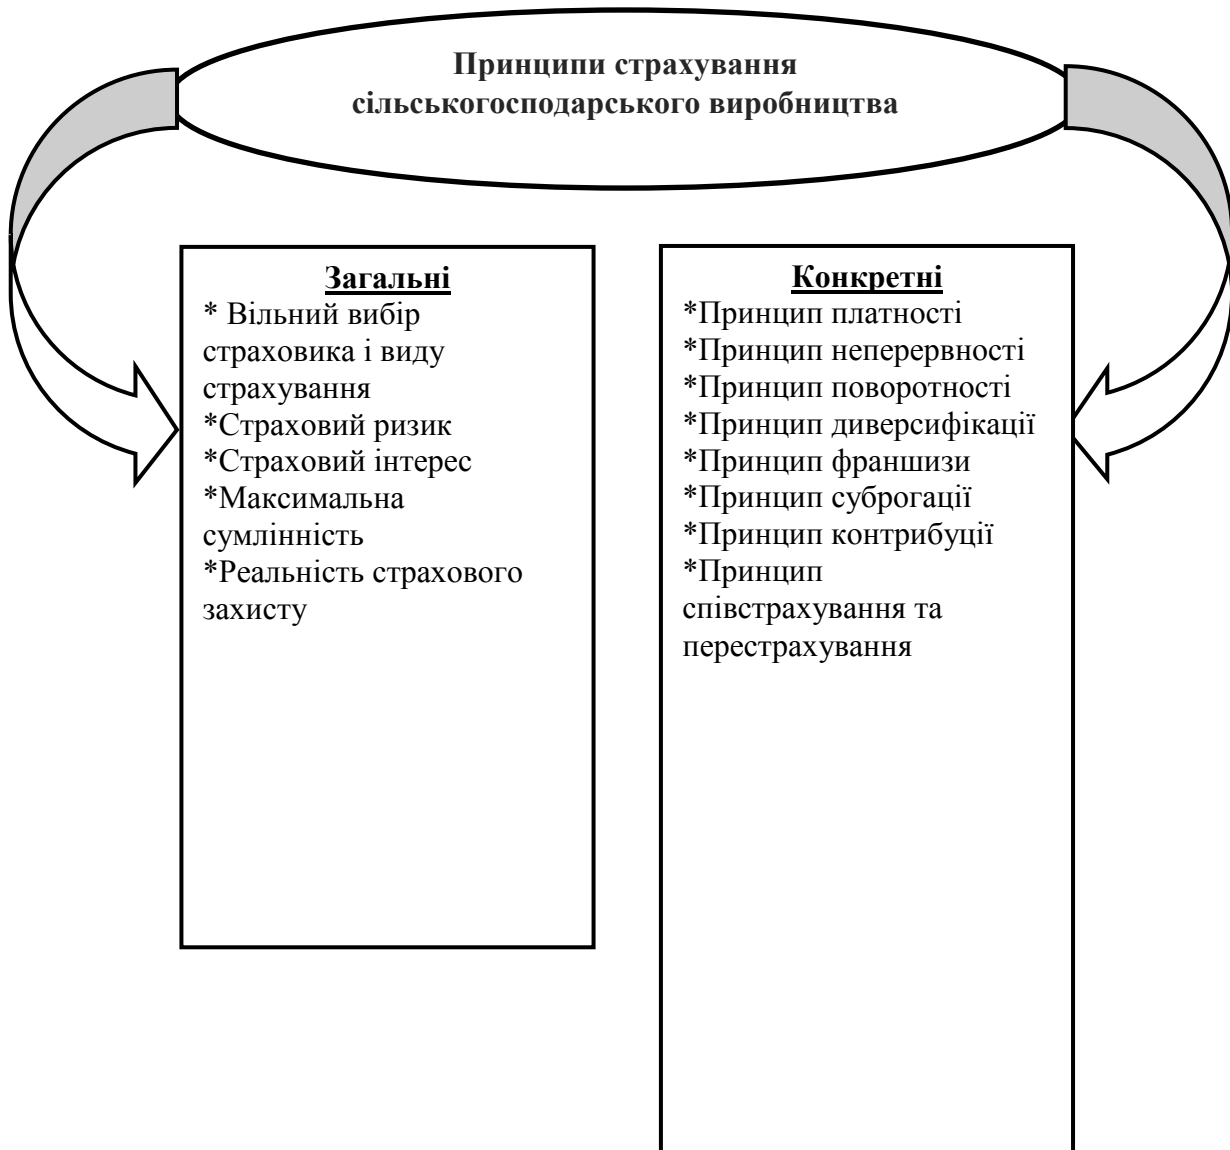 Принципи страхування
сільськогосподарського виробництва
Загальні
* Вільний вибір
страховика і виду
страхування
*Страховий ризик
*Страховий інтерес
*Максимальна
сумлінність
*Реальність страхового
захисту
Конкретні
*Принцип платності
*Принцип неперервності
*Принцип поворотності
*Принцип диверсифікації
*Принцип франшизи
*Принцип суброгації
*Принцип контрибуції
*Принцип
співстрахування та
перестрахування